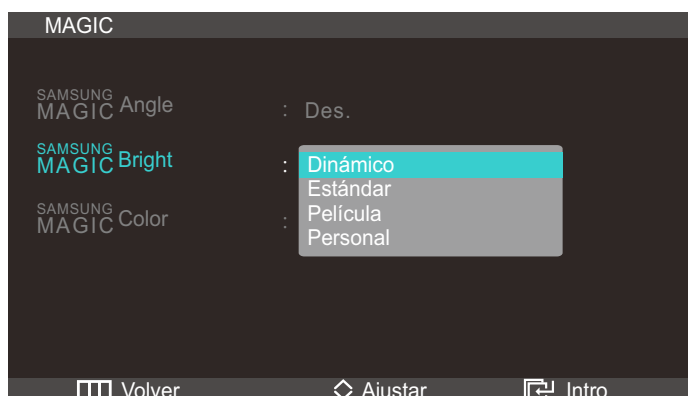 MAGIC
SAMSUNG
MAGIC Angle : Des.
SAMSUNG
MAGIC Bright : Dinámico
Estándar
SAMSUNG
MAGIC Color : Película
Personal
Volver Ajustar Intro